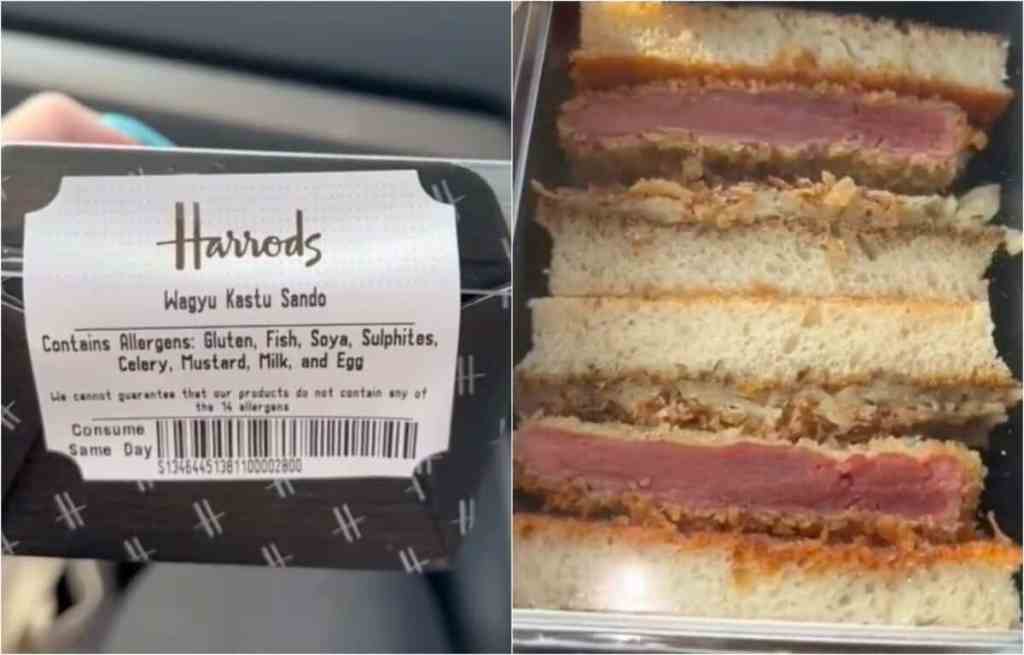 Harrods
Wagyu Kastu Sando
Contains Allergens: Gluten, Fish, Soya, Sulphites,
Celery, Mustard, Milk, and Egg
We cannot guarantee that our products do not contain any of
the 14 allergens
Consume
Same Day
S13464451381100002800